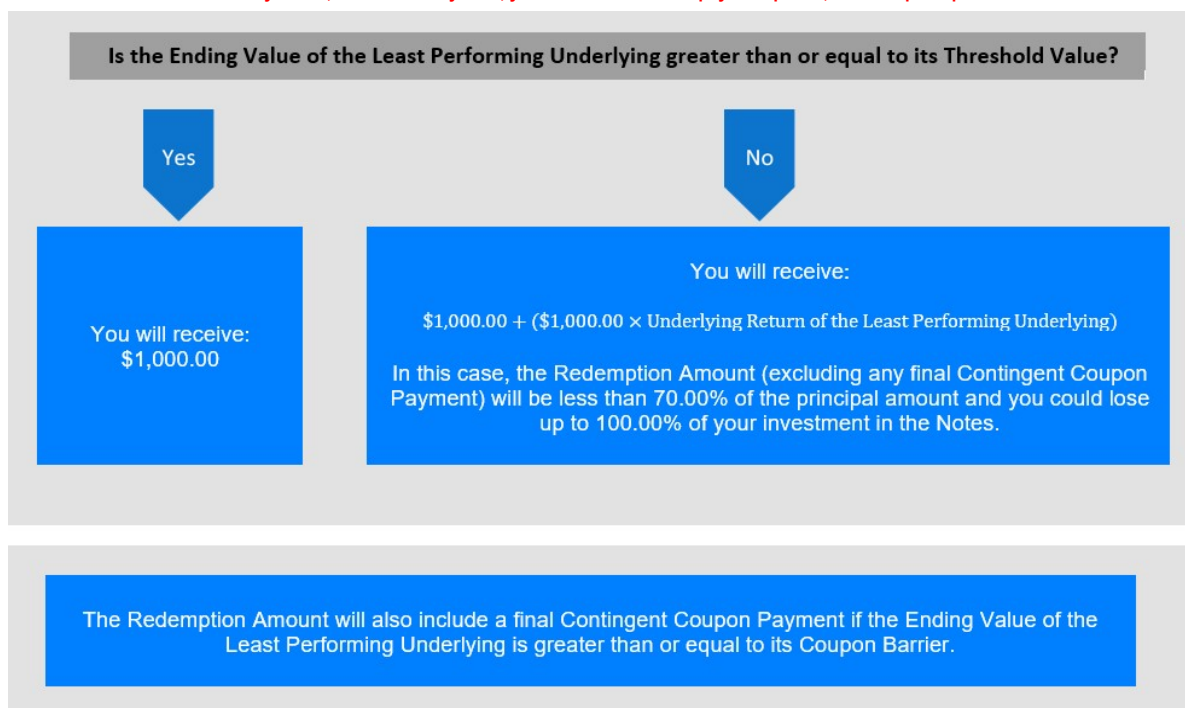 Is the Ending Value of the Least Performing Underlying greater than or equal to its Threshold Value?
Yes
No
You will receive:
$1,000.00
You will receive:
$1,000.00 + ($1,000.00 × Underlying Return of the Least Performing Underlying)
In this case, the Redemption Amount (excluding any final Contingent Coupon
Payment) will be less than 70.00% of the principal amount and you could lose
up to 100.00% of your investment in the Notes.
The Redemption Amount will also include a final Contingent Coupon Payment if the Ending Value of the
Least Performing Underlying is greater than or equal to its Coupon Barrier.